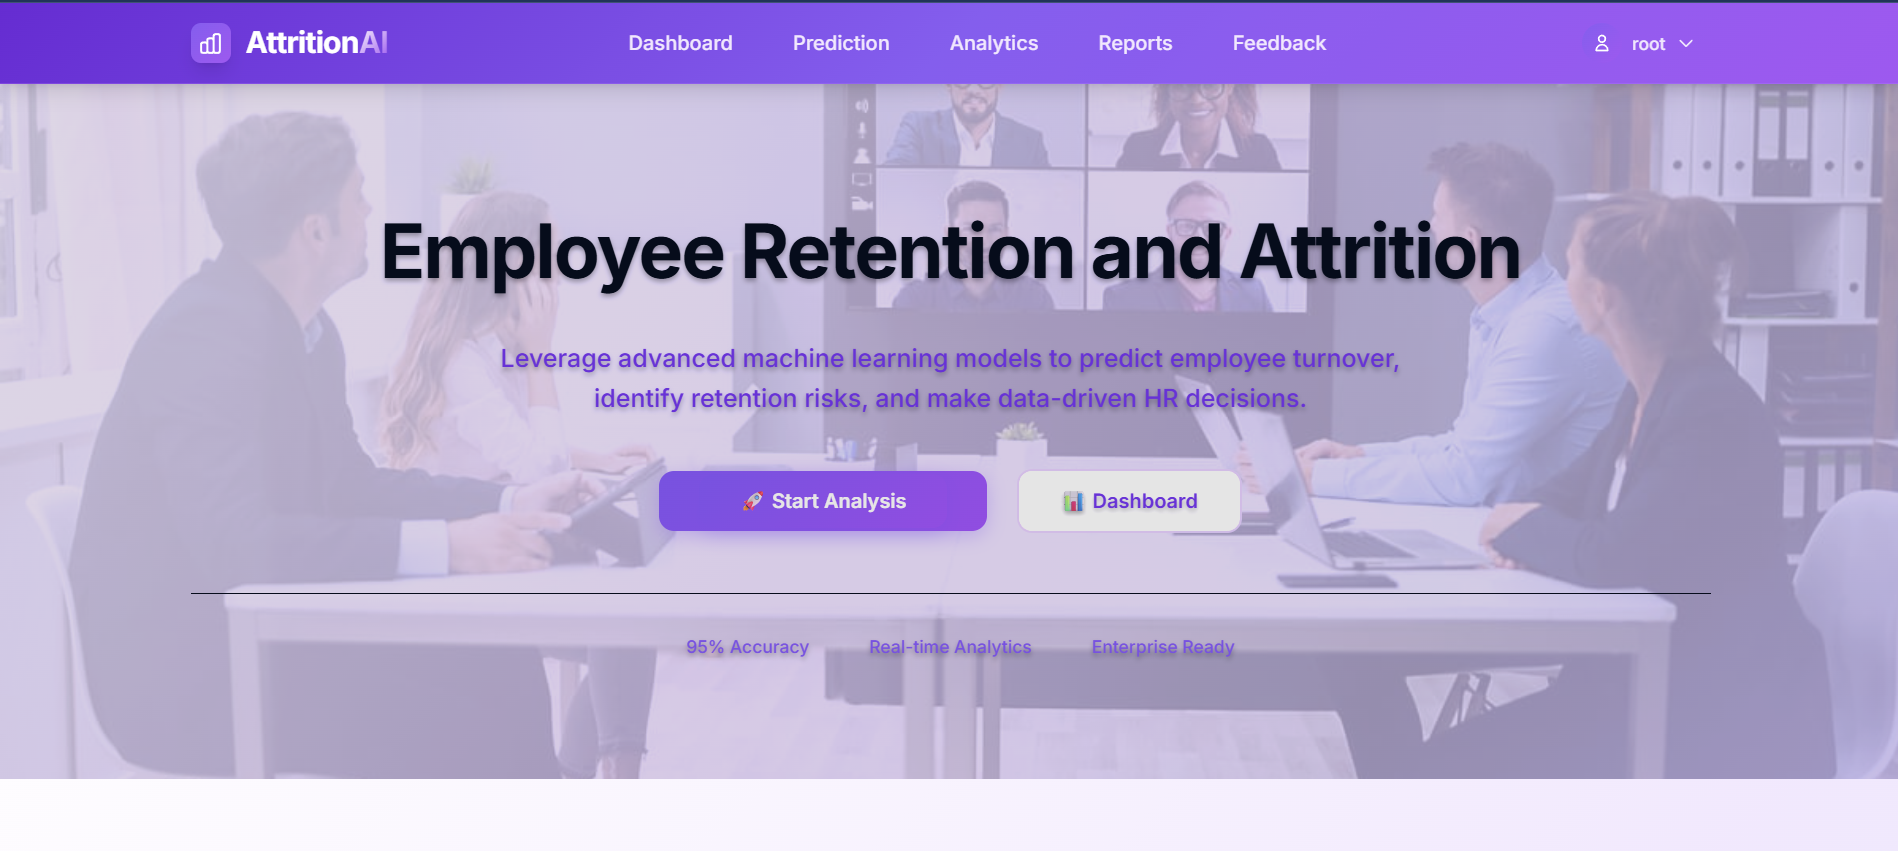 AttritionAI
Dashboard
Prediction
Analytics
Reports
Feedback
root
Employee Retention and Attrition
Leverage advanced machine learning models to predict employee turnover,
identify retention risks, and make data-driven HR decisions.
🚀 Start Analysis
📊 Dashboard
95% Accuracy
Real-time Analytics
Enterprise Ready